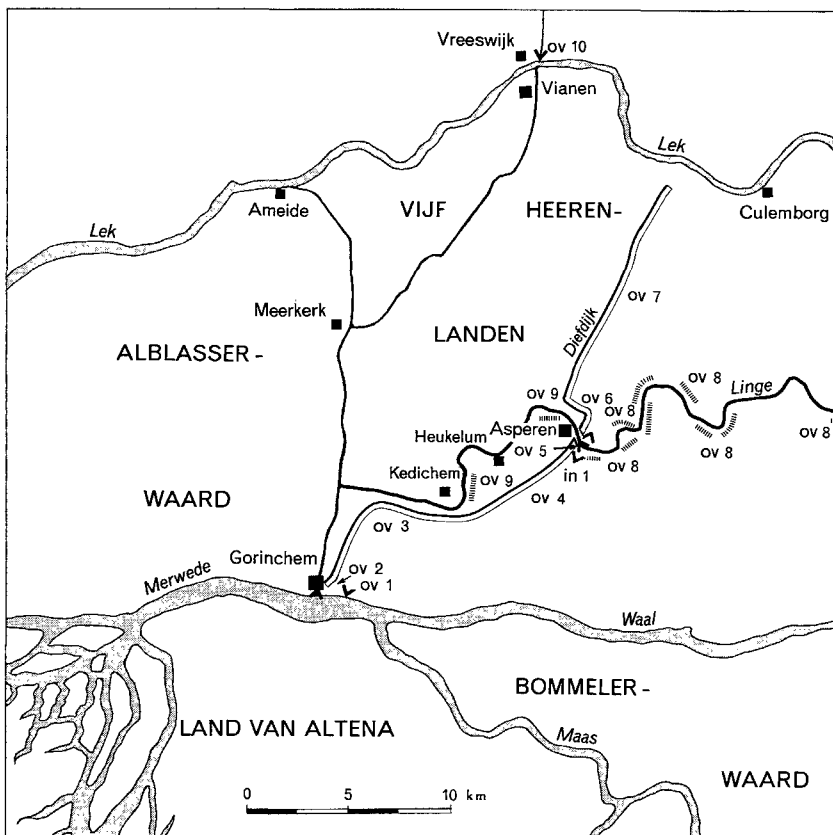 Vreeswijk
ov 10
Vianen
Lek
Ameide
VIJF
HEEREN-
Culemborg
Lek
Meerkerk
ov 7
Diefdijk
ALBLASSER-
LANDEN
ov 9
ov 6
ov 8
Linge
ov 8
Asperen
ov 8
Heukelum
ov 5
ov 8
ov 8
Kedichem
ov 9
in 1
ov 4
WAARD
ov 3
Gorinchem
ov 2
ov 1
Merwede
Waal
BOMMELER-
LAND VAN ALTENA
Maas
WAARD
0 5 10 km